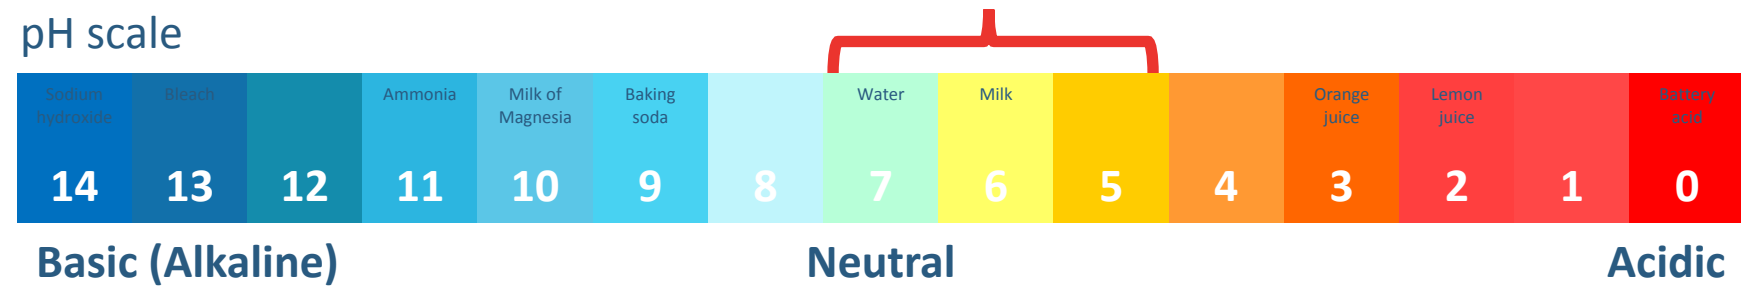 pH scale
Sodium
hydroxide
Bleach
Ammonia
Milk of
Magnesia
Baking
soda
Water
Milk
Orange
juice
Lemon
juice
Battery
acid
14 13 12 11 10 9 8 7 6 5 4 3 2 1 0
Basic (Alkaline) Neutral Acidic